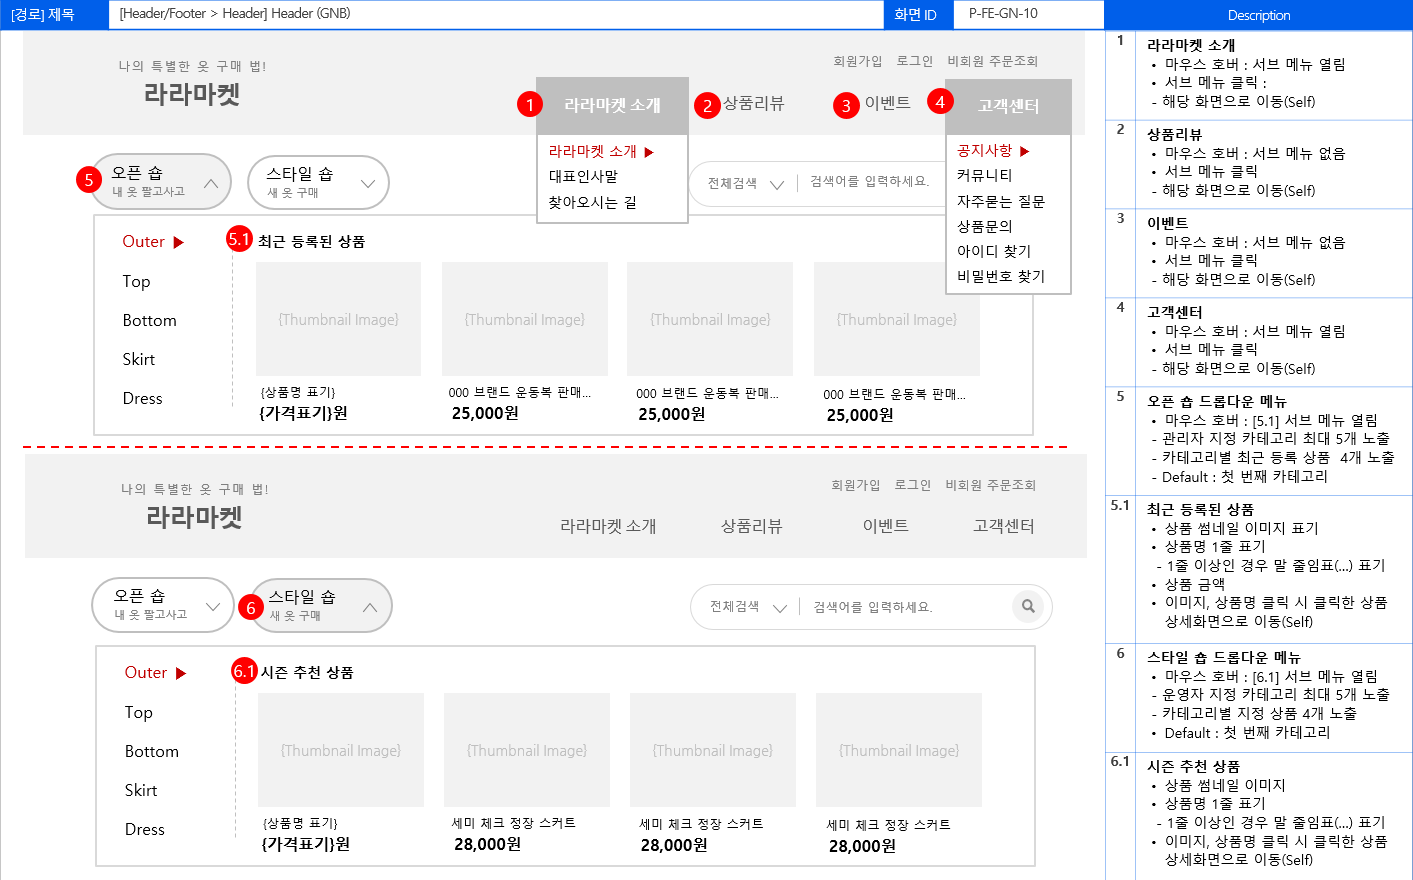 [경로] 제목
[Header/Footer > Header] Header (GNB)
화면 ID
P-FE-GN-10
Description
나의 특별한 옷 구매 법!
라라마켓
회원가입 로그인 비회원 주문조회
1 라라마켓 소개
2 상품리뷰
3 이벤트
4 고객센터
라라마켓 소개 ▶
대표인사말
찾아오시는 길
공지사항 ▶
커뮤니티
자주묻는 질문
상품문의
아이디 찾기
비밀번호 찾기
5 오픈 숍
내 옷 팔고사고
스타일 숍
새 옷 구매
전체검색
검색어를 입력하세요.
Outer ▶
Top
Bottom
Skirt
Dress
5.1 최근 등록된 상품
{Thumbnail Image} {Thumbnail Image} {Thumbnail Image} {Thumbnail Image}
{상품명 표기} 000 브랜드 운동복 판매... 000 브랜드 운동복 판매... 000 브랜드 운동복 판매...
{가격표기}원 25,000원 25,000원 25,000원
나의 특별한 옷 구매 법!
라라마켓
회원가입 로그인 비회원 주문조회
라라마켓 소개 상품리뷰 이벤트 고객센터
오픈 숍
내 옷 팔고사고
6 스타일 숍
새 옷 구매
전체검색
검색어를 입력하세요.
Outer ▶
Top
Bottom
Skirt
Dress
6.1 시즌 추천 상품
{Thumbnail Image} {Thumbnail Image} {Thumbnail Image} {Thumbnail Image}
{상품명 표기} 세미 체크 정장 스커트 세미 체크 정장 스커트 세미 체크 정장 스커트
{가격표기}원 28,000원 28,000원 28,000원
1 라라마켓 소개
• 마우스 호버 : 서브 메뉴 열림
• 서브 메뉴 클릭 :
- 해당 화면으로 이동(Self)
2 상품리뷰
• 마우스 호버 : 서브 메뉴 없음
• 서브 메뉴 클릭
- 해당 화면으로 이동(Self)
3 이벤트
• 마우스 호버 : 서브 메뉴 없음
• 서브 메뉴 클릭
- 해당 화면으로 이동(Self)
4 고객센터
• 마우스 호버 : 서브 메뉴 열림
• 서브 메뉴 클릭
- 해당 화면으로 이동(Self)
5 오픈 숍 드롭다운 메뉴
• 마우스 호버 : [5.1] 서브 메뉴 열림
- 관리자 지정 카테고리 최대 5개 노출
- 카테고리별 최근 등록 상품 4개 노출
- Default : 첫 번째 카테고리
5.1 최근 등록된 상품
• 상품 썸네일 이미지 표기
• 상품명 1줄 표기
- 1줄 이상인 경우 말 줄임표(...) 표기
• 상품 금액
• 이미지, 상품명 클릭 시 클릭한 상품
상세화면으로 이동(Self)
6 스타일 숍 드롭다운 메뉴
• 마우스 호버 : [6.1] 서브 메뉴 열림
- 운영자 지정 카테고리 최대 5개 노출
- 카테고리별 지정 상품 4개 노출
• Default : 첫 번째 카테고리
6.1 시즌 추천 상품
• 상품 썸네일 이미지
• 상품명 1줄 표기
- 1줄 이상인 경우 말 줄임표(...) 표기
• 이미지, 상품명 클릭 시 클릭한 상품
상세화면으로 이동(Self)